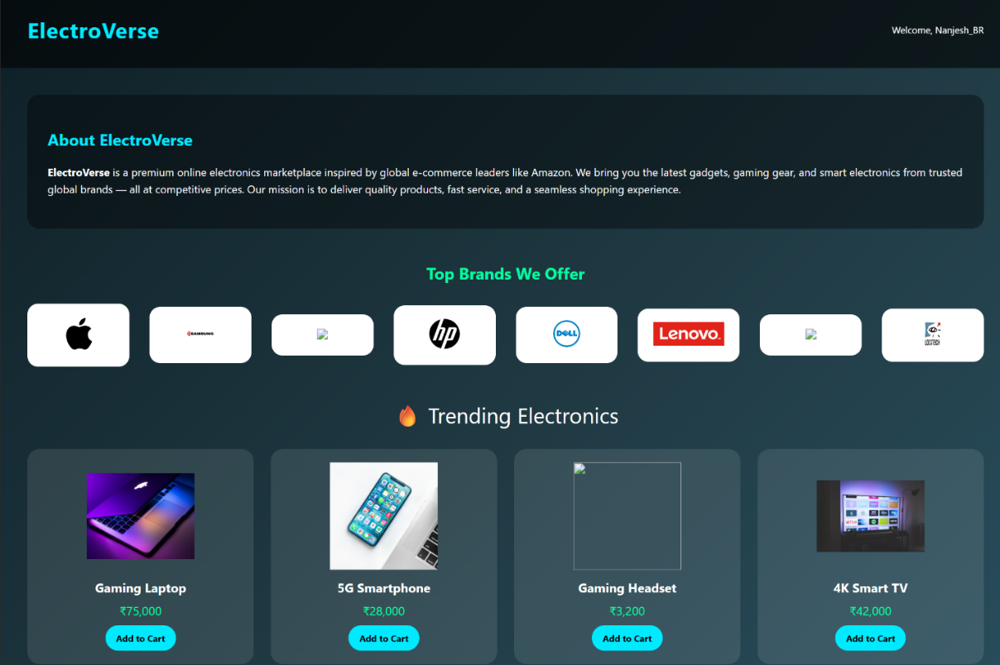 ElectroVerse
Welcome, Nanjesh_BR
About ElectroVerse
ElectroVerse is a premium online electronics marketplace inspired by global e-commerce leaders like Amazon. We bring you the latest gadgets, gaming gear, and smart electronics from trusted
global brands — all at competitive prices. Our mission is to deliver quality products, fast service, and a seamless shopping experience.
Top Brands We Offer
SAMSUNG
hp
DELL
Lenovo
LOGITECH
🔥 Trending Electronics
Gaming Laptop
5G Smartphone
Gaming Headset
4K Smart TV
₹75,000
₹28,000
₹3,200
₹42,000
Add to Cart
Add to Cart
Add to Cart
Add to Cart